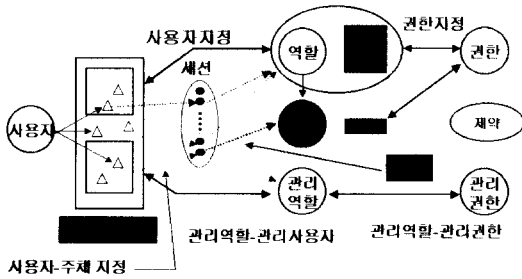 사용자지정
역할
권한지정
권한
세션
사용자
제약
관리
역할
관리
권한
관리역할-관리사용자
관리역할-관리권한
사용자-주체 지정